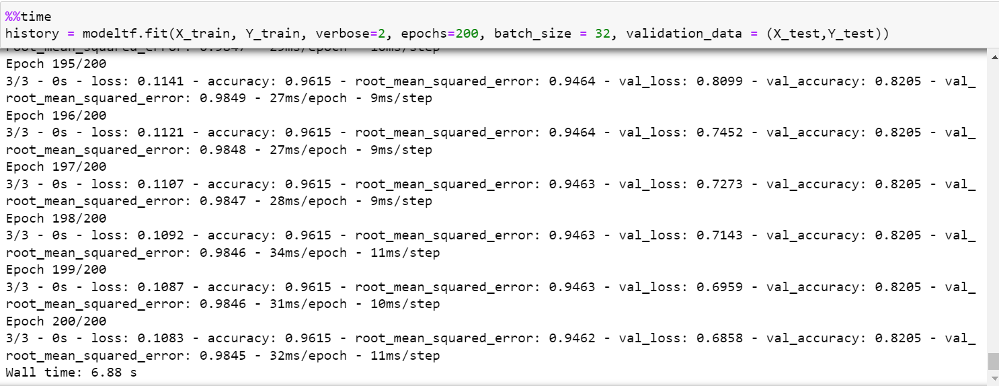 %%time
history = modeltf.fit(X_train, Y_train, verbose=2, epochs=200, batch_size = 32, validation_data = (X_test,Y_test))
Epoch 195/200
3/3 - 0s - loss: 0.1141 - accuracy: 0.9615 - root_mean_squared_error: 0.9464 - val_loss: 0.8099 - val_accuracy: 0.8205 - val_
root_mean_squared_error: 0.9849 - 27ms/epoch - 9ms/step
Epoch 196/200
3/3 - 0s - loss: 0.1121 - accuracy: 0.9615 - root_mean_squared_error: 0.9464 - val_loss: 0.7452 - val_accuracy: 0.8205 - val_
root_mean_squared_error: 0.9848 - 27ms/epoch - 9ms/step
Epoch 197/200
3/3 - 0s - loss: 0.1107 - accuracy: 0.9615 - root_mean_squared_error: 0.9463 - val_loss: 0.7273 - val_accuracy: 0.8205 - val_
root_mean_squared_error: 0.9847 - 28ms/epoch - 9ms/step
Epoch 198/200
3/3 - 0s - loss: 0.1092 - accuracy: 0.9615 - root_mean_squared_error: 0.9463 - val_loss: 0.7143 - val_accuracy: 0.8205 - val_
root_mean_squared_error: 0.9846 - 34ms/epoch - 11ms/step
Epoch 199/200
3/3 - 0s - loss: 0.1087 - accuracy: 0.9615 - root_mean_squared_error: 0.9463 - val_loss: 0.6959 - val_accuracy: 0.8205 - val_
root_mean_squared_error: 0.9846 - 31ms/epoch - 10ms/step
Epoch 200/200
3/3 - 0s - loss: 0.1083 - accuracy: 0.9615 - root_mean_squared_error: 0.9462 - val_loss: 0.6858 - val_accuracy: 0.8205 - val_
root_mean_squared_error: 0.9845 - 32ms/epoch - 11ms/step
Wall time: 6.88 s